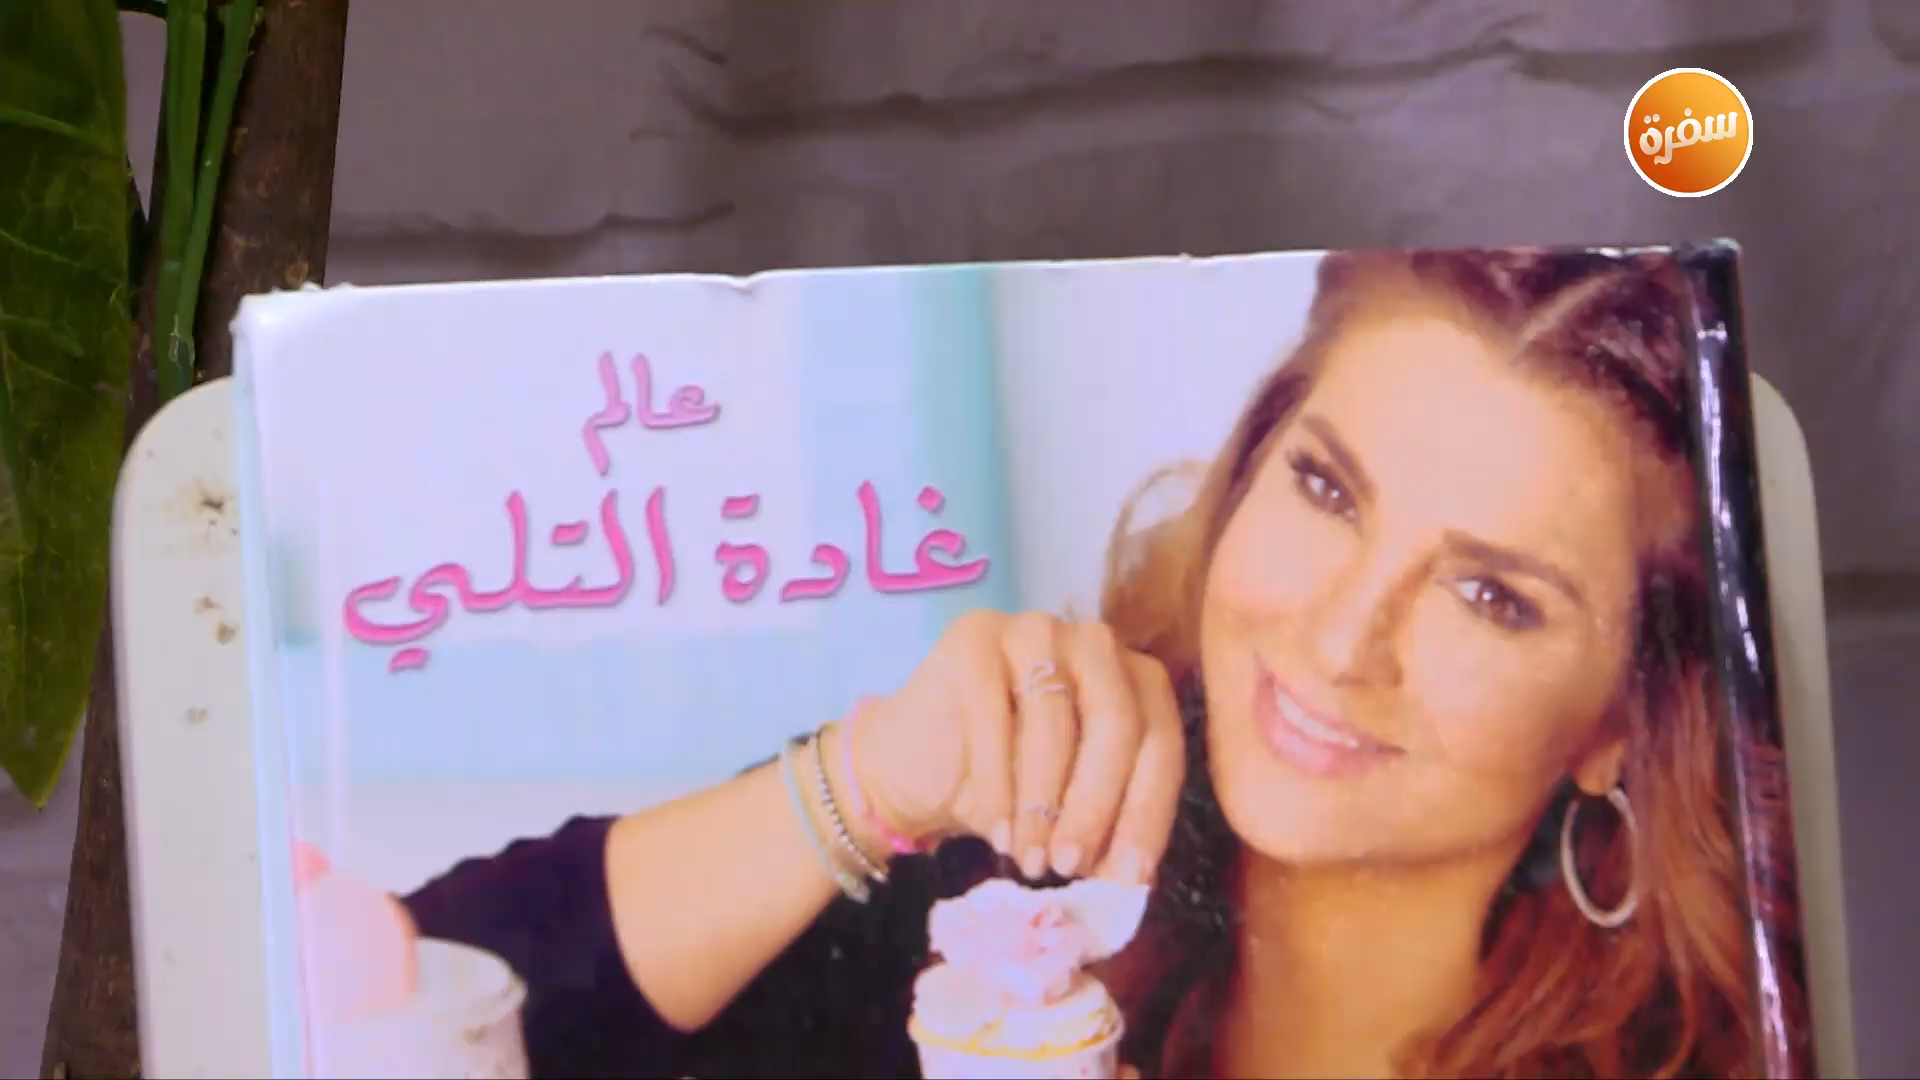 سفرة
عالم
غادة التلي